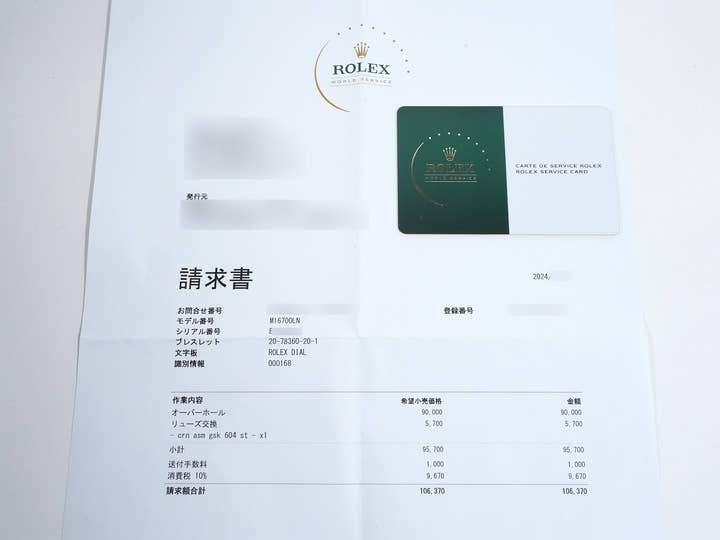 ROLEX
WORLD SERVICE
ROLEX
WORLD SERVICE
CARTE DE SERVICE ROLEX
ROLEX SERVICE CARD
発行元
請求書
2024/
お問合せ番号
登録番号
モデル番号 M16700LN
シリアル番号 E
ブレスレット 20-78360-20-1
文字板 ROLEX DIAL
識別情報 000168
作業内容 希望小売価格 金額
オーバーホール 90,000 90,000
リューズ交換 5,700 5,700
- crn asm gsk 604 st - x1
小計 95,700 95,700
送付手数料 1,000 1,000
消費税 10% 9,670 9,670
請求額合計 106,370 106,370